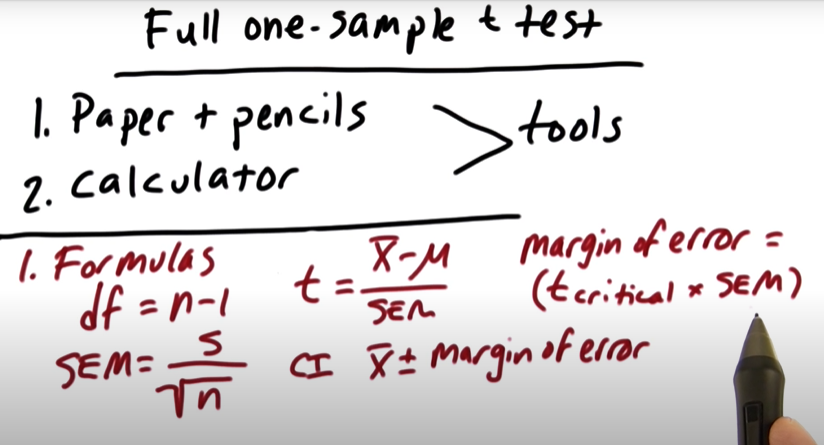 Full one-sample t test
1. Paper + pencils
2. calculator
> tools
1. Formulas
df = n-1
SEM = s/√n
t = (x̄-μ)/SEM
CI x̄ ± margin of error
margin of error =
(t critical * SEM)